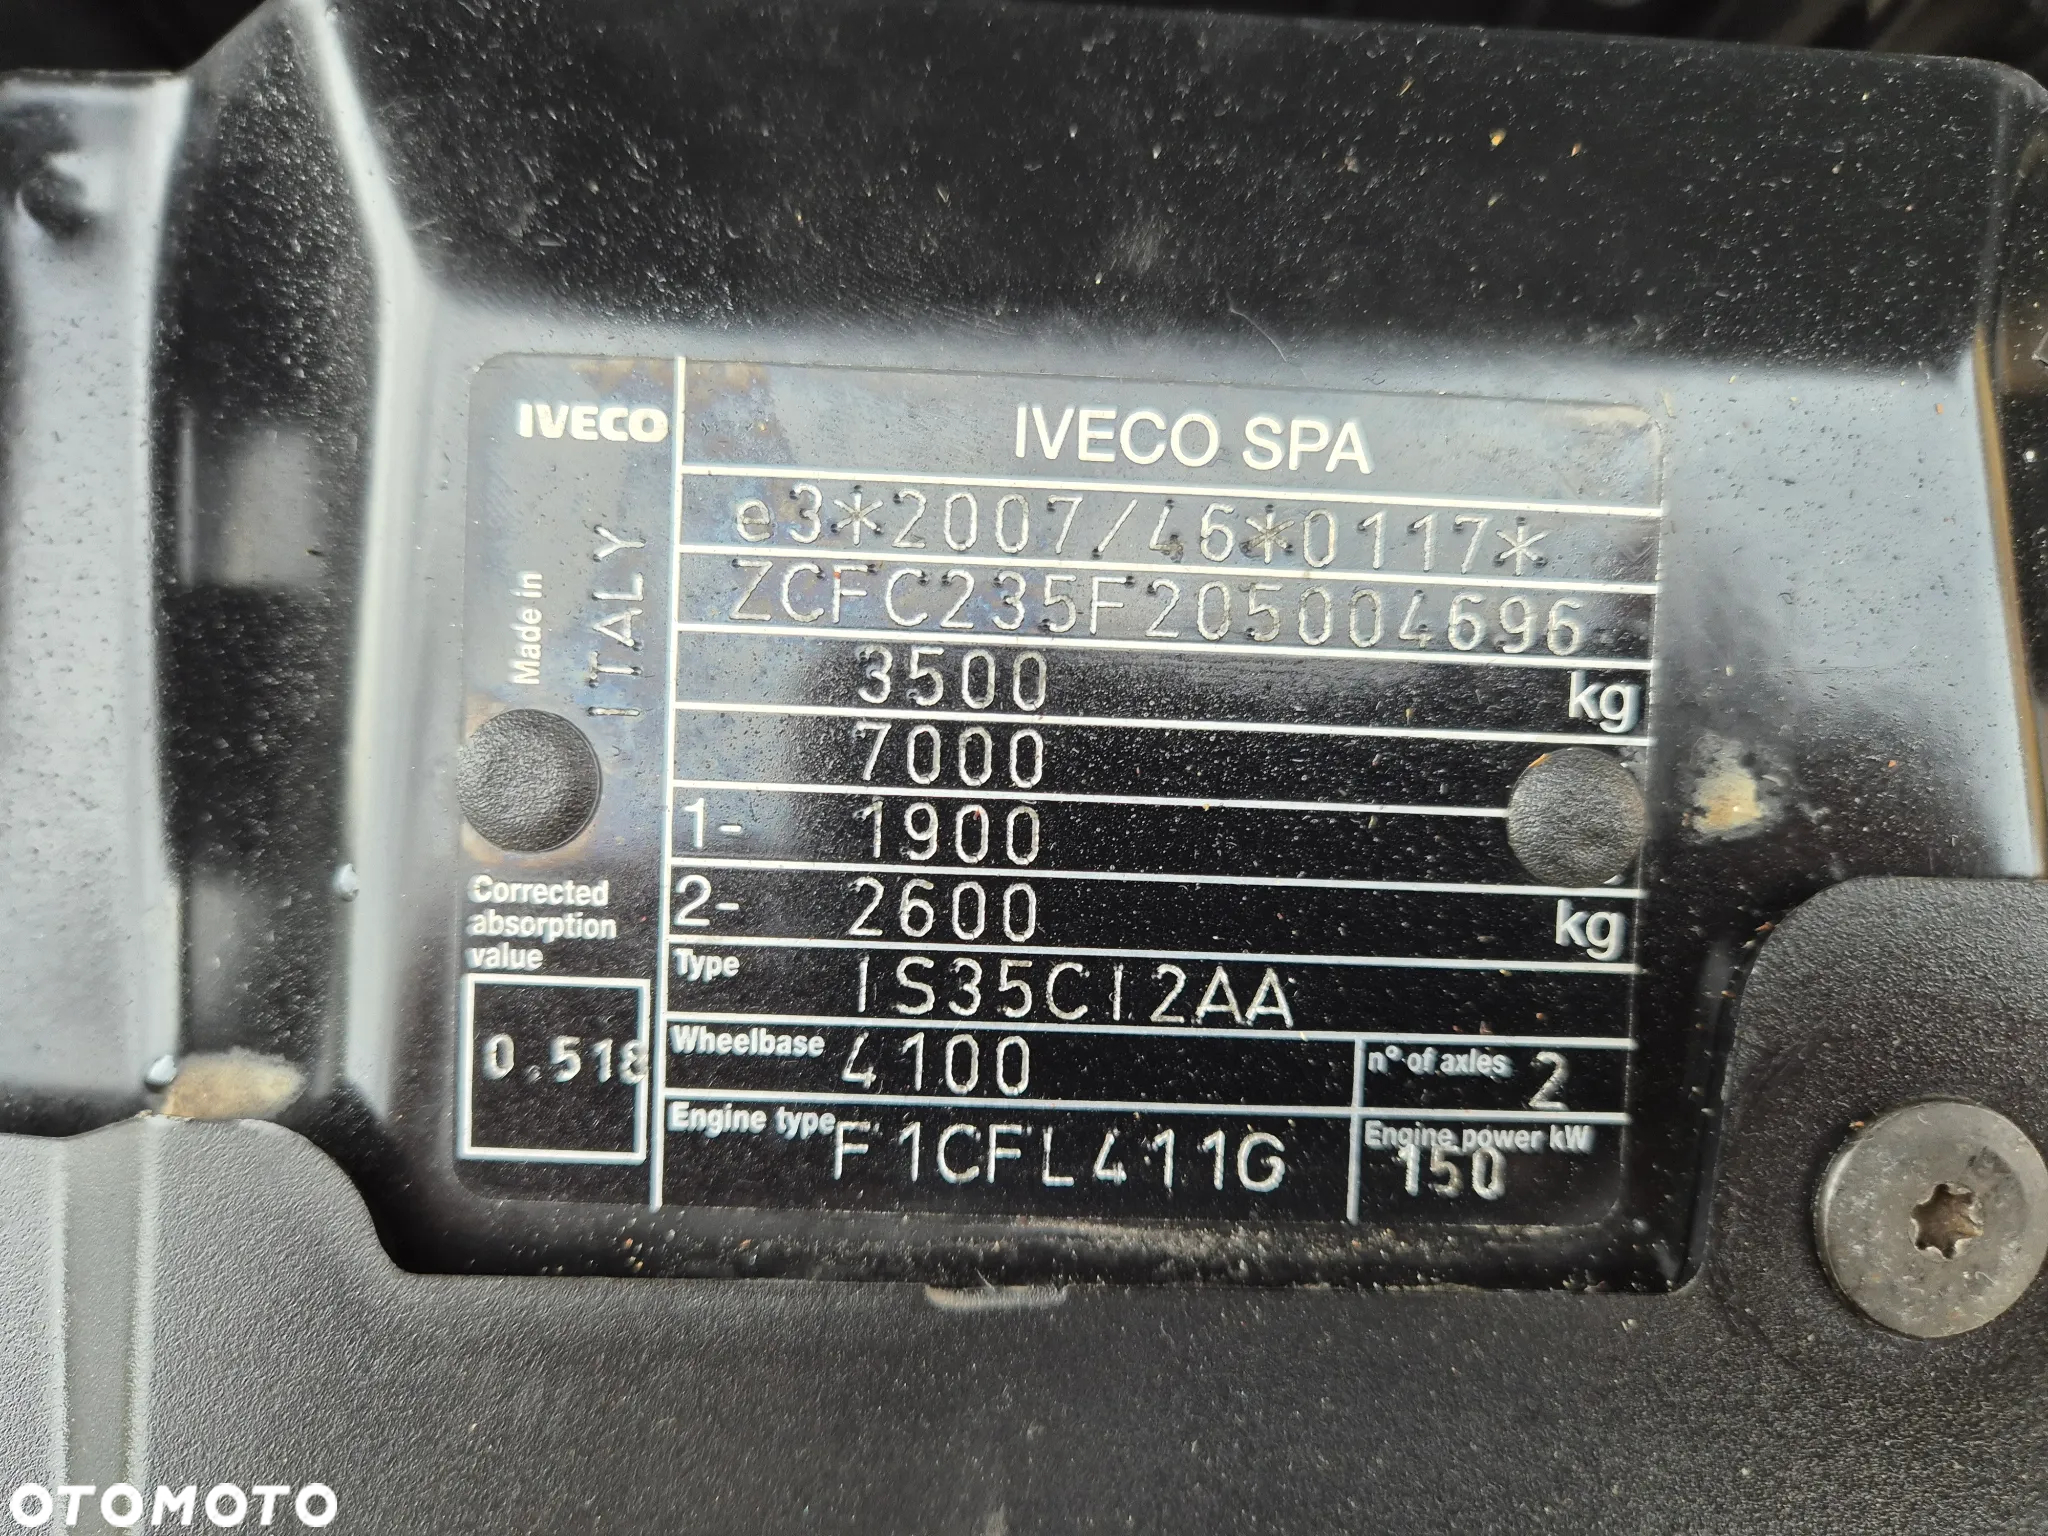 IVECO
IVECO SPA
Made in
ITALY
e3*2007/46*0117*
ZCFC235F205004696
3500 kg
7000
1- 1900
2- 2600 kg
Corrected
absorption
value
0.518
Type IS35CI2AA
Wheelbase 4100
n° of axles 2
Engine type F1CFL411G
Engine power kW
150
OTOMOTO